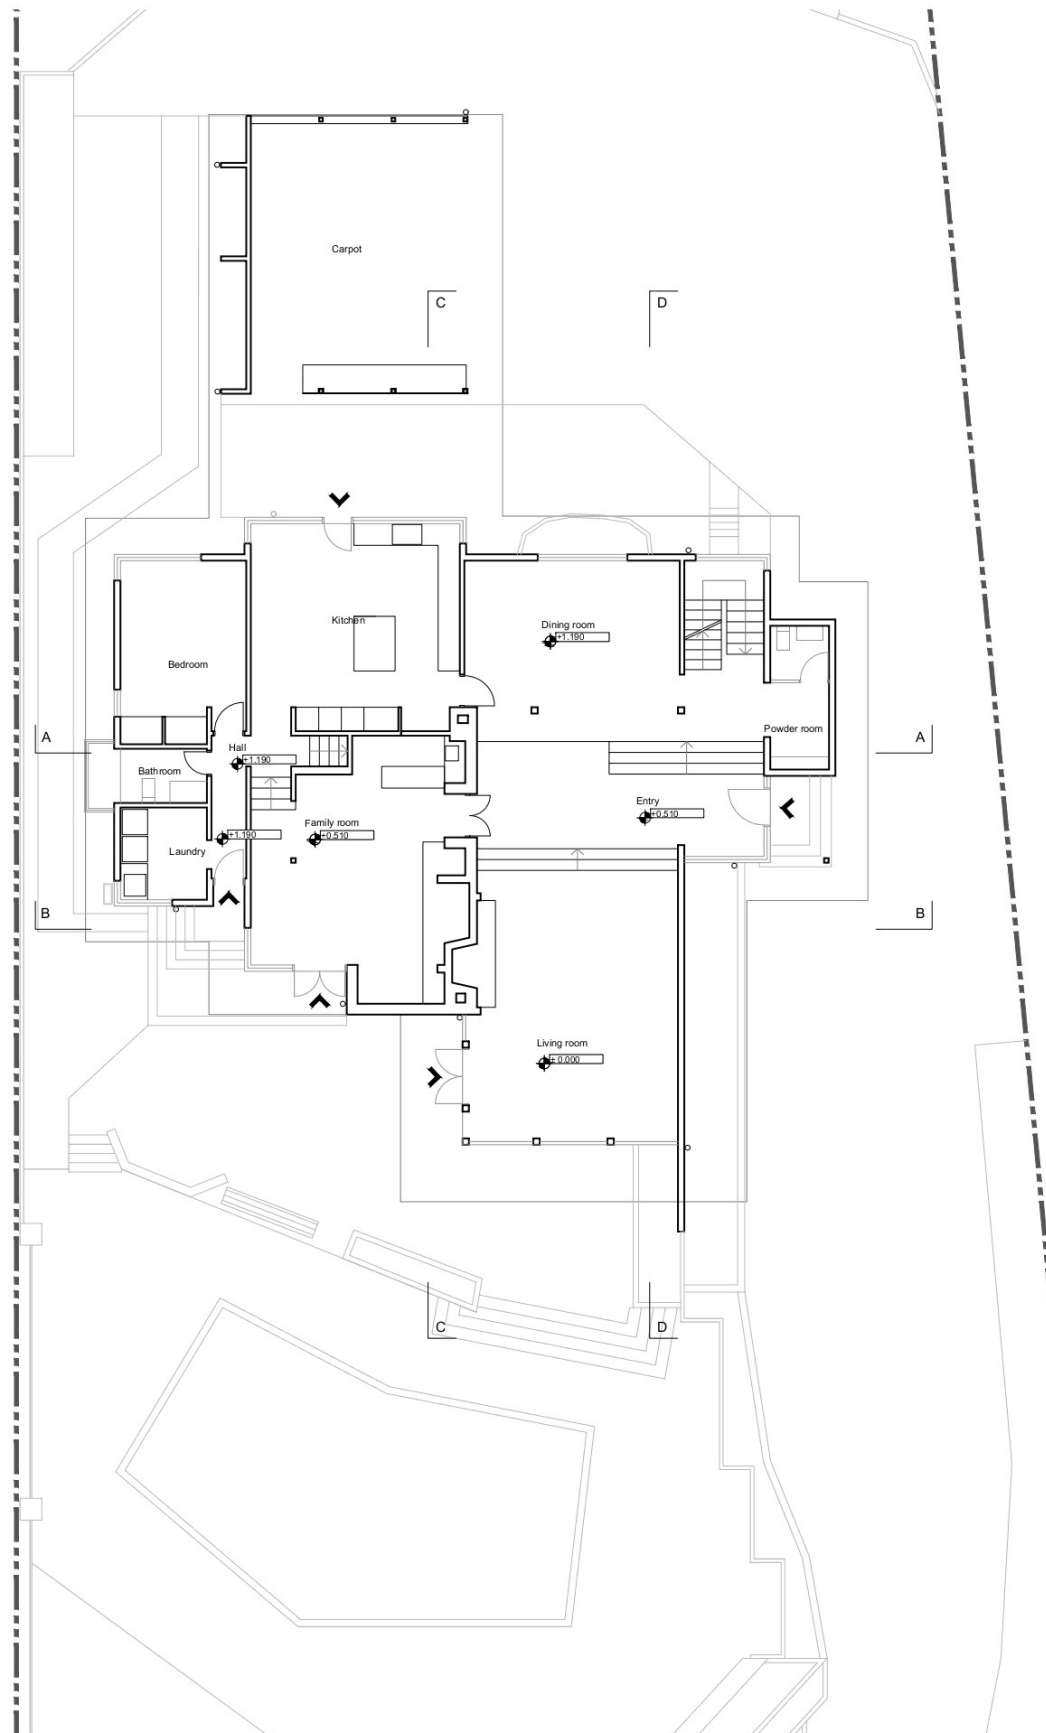 Carpot
C
D
Kitchen
Dining room
+1.190
Bedroom
A
Powder room
A
Hall
+1.190
Bathroom
Entry
+0.510
Family room
+0.510
+1.190
Laundry
B
B
Living room
± 0.000
C
D